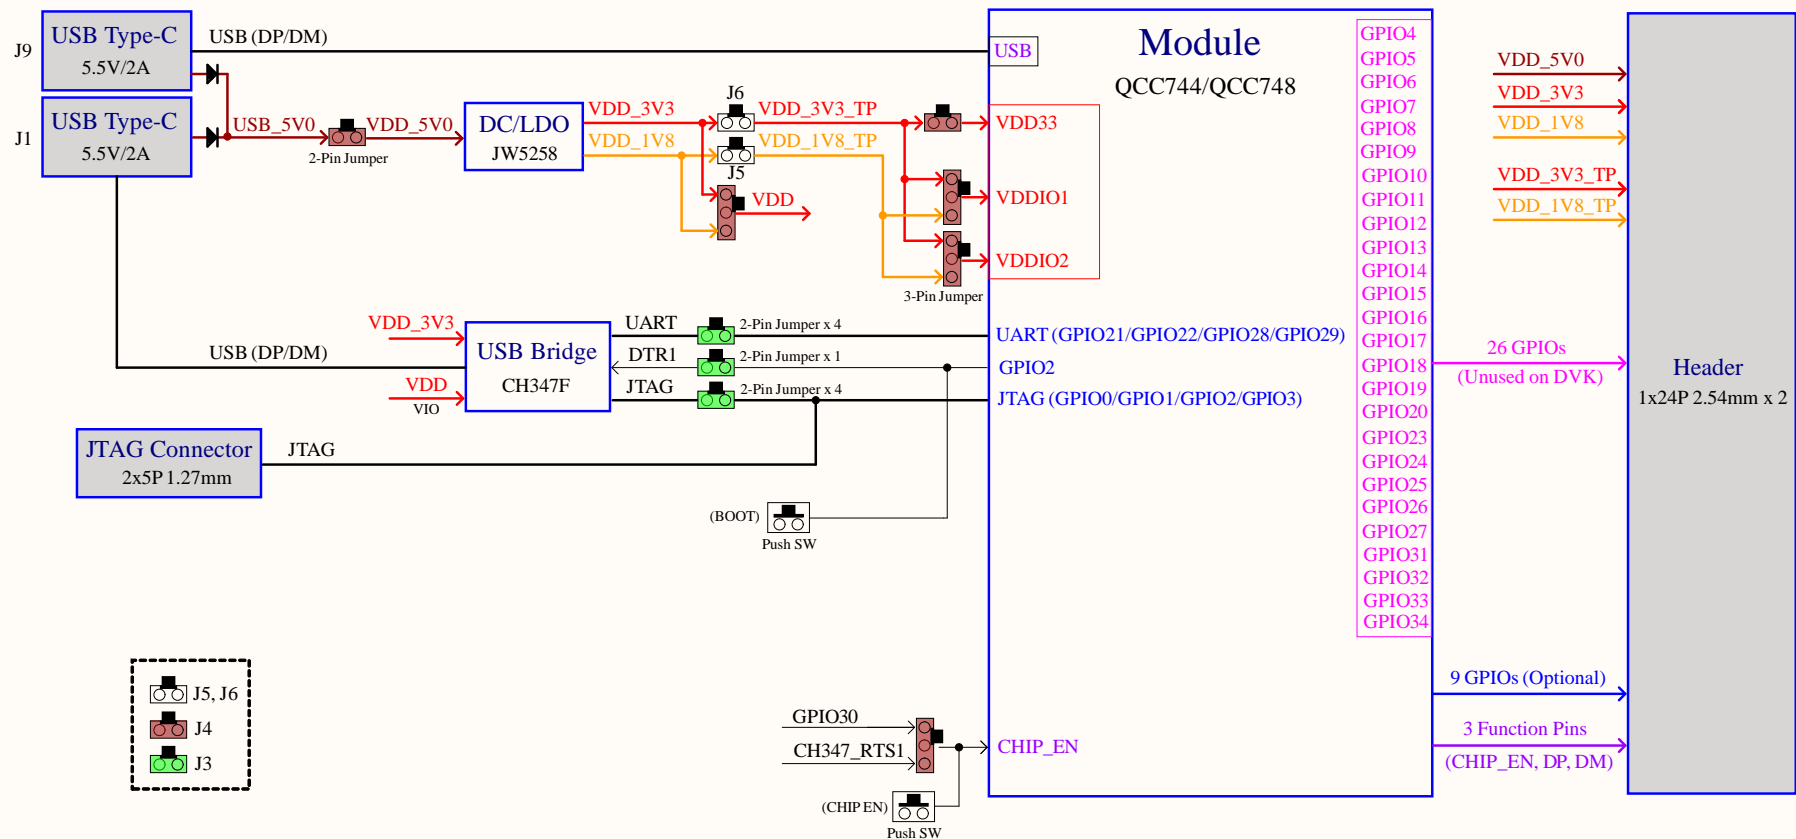 J9
USB Type-C
5.5V/2A
USB (DP/DM)
J1
USB Type-C
5.5V/2A
USB_5V0
2-Pin Jumper
VDD_5V0
DC/LDO
JW5258
VDD_3V3
VDD_1V8
J6
J5
VDD_3V3_TP
VDD_1V8_TP
VDD
3-Pin Jumper
Module
QCC744/QCC748
USB
VDD33
VDDIO1
VDDIO2
VDD_3V3
USB (DP/DM)
VDD
VIO
USB Bridge
CH347F
UART
2-Pin Jumper x 4
DTR1
2-Pin Jumper x 1
JTAG
2-Pin Jumper x 4
UART (GPIO21/GPIO22/GPIO28/GPIO29)
GPIO2
JTAG (GPIO0/GPIO1/GPIO2/GPIO3)
JTAG Connector
2x5P 1.27mm
JTAG
(BOOT)
Push SW
J5, J6
J4
J3
GPIO30
CH347_RTS1
CHIP_EN
(CHIP EN)
Push SW
GPIO4
GPIO5
GPIO6
GPIO7
GPIO8
GPIO9
GPIO10
GPIO11
GPIO12
GPIO13
GPIO14
GPIO15
GPIO16
GPIO17
GPIO18
GPIO19
GPIO20
GPIO23
GPIO24
GPIO25
GPIO26
GPIO27
GPIO31
GPIO32
GPIO33
GPIO34
VDD_5V0
VDD_3V3
VDD_1V8
VDD_3V3_TP
VDD_1V8_TP
26 GPIOs
(Unused on DVK)
9 GPIOs (Optional)
3 Function Pins
(CHIP_EN, DP, DM)
Header
1x24P 2.54mm x 2